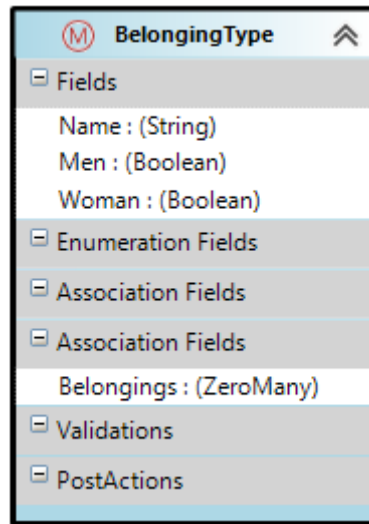 M BelongingType
Fields
Name : (String)
Men : (Boolean)
Woman : (Boolean)
Enumeration Fields
Association Fields
Association Fields
Belongings : (ZeroMany)
Validations
PostActions